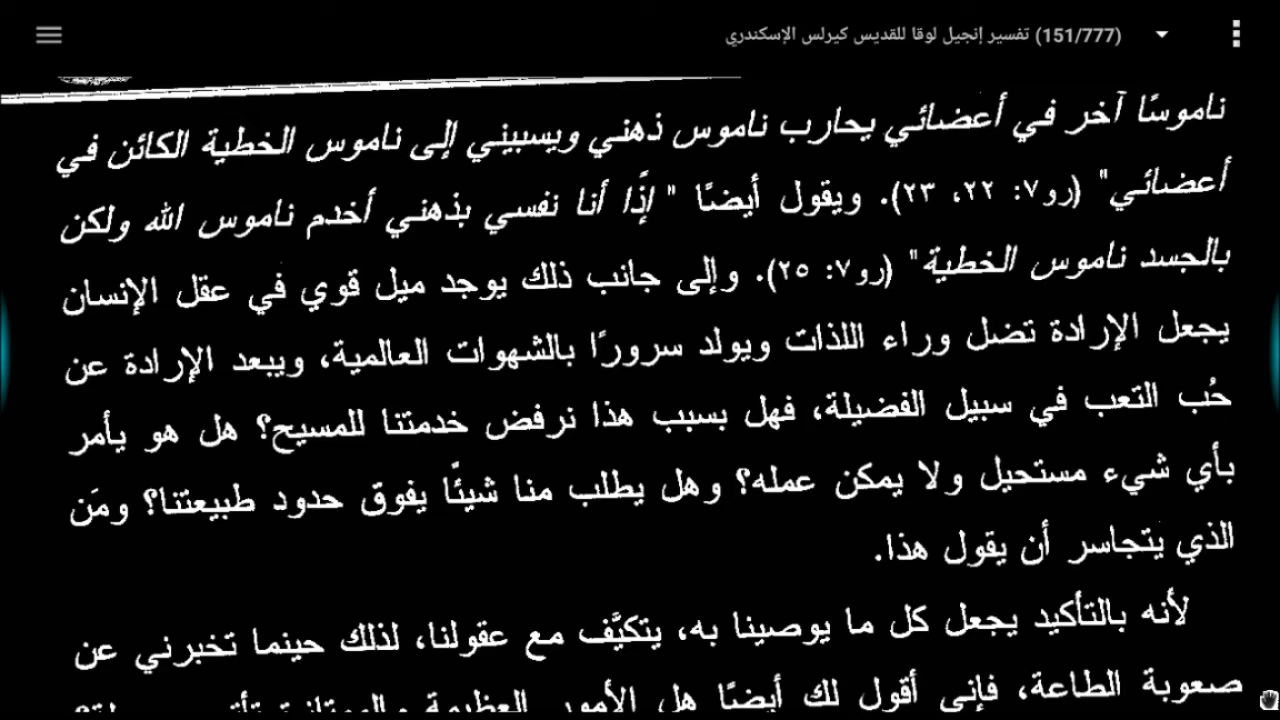 تفسير إنجيل لوقا للقديس كيرلس الإسكندري (151/777)
ناموسًا آخر في أعضائي يحارب ناموس ذهني ويسبيني إلى ناموس الخطية الكائن في
أعضائي" (رو٧: ٢٢، ٢٣). ويقول أيضًا " إذًا أنا نفسي بذهني أخدم ناموس الله ولكن
بالجسد ناموس الخطية" (رو٧: ٢٥). وإلى جانب ذلك يوجد ميل قوي في عقل الإنسان
يجعل الإرادة تضل وراء اللذات ويولد سرورًا بالشهوات العالمية، ويبعد الإرادة عن
حُب التعب في سبيل الفضيلة، فهل بسبب هذا نرفض خدمتنا للمسيح؟ هل هو يأمر
بأي شيء مستحيل ولا يمكن عمله؟ وهل يطلب منا شيئًا يفوق حدود طبيعتنا؟ ومَن
الذي يتجاسر أن يقول هذا.
لأنه بالتأكيد يجعل كل ما يوصينا به، يتكيَّف مع عقولنا، لذلك حينما تخبرني عن
صعوبة الطاعة، فإني أقول لك أيضًا هل الأمور العظيمة